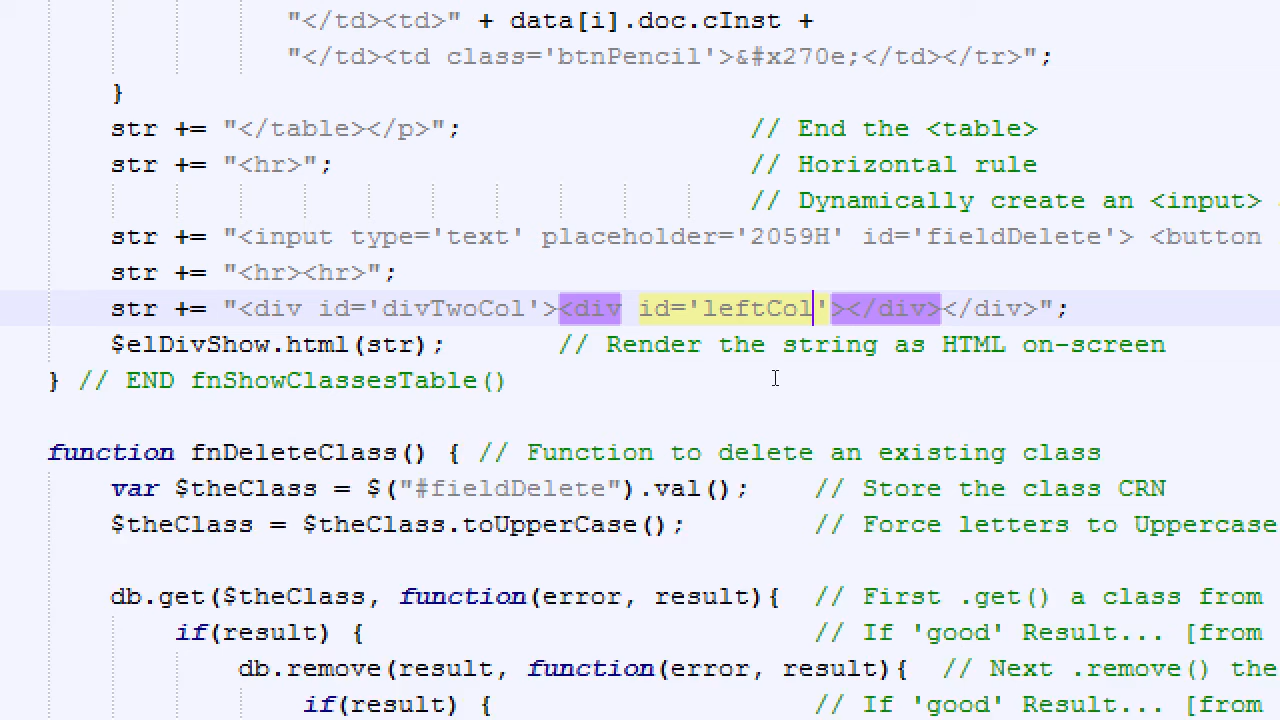 "</td><td>" + data[i].doc.cInst +
"</td><td class='btnPencil'>&#x270e;</td></tr>";
}
str += "</table></p>"; // End the <table>
str += "<hr>"; // Horizontal rule
// Dynamically create an <input>
str += "<input type='text' placeholder='2059H' id='fieldDelete'> <button
str += "<hr><hr>";
str += "<div id='divTwoCol'><div id='leftCol'></div></div>";
$elDivShow.html(str); // Render the string as HTML on-screen
} // END fnShowClassesTable()
function fnDeleteClass() { // Function to delete an existing class
var $theClass = $("#fieldDelete").val(); // Store the class CRN
$theClass = $theClass.toUpperCase(); // Force letters to Uppercase
db.get($theClass, function(error, result){ // First .get() a class from
if(result) { // If 'good' Result... [from
db.remove(result, function(error, result){ // Next .remove() the
if(result) { // If 'good' Result... [from